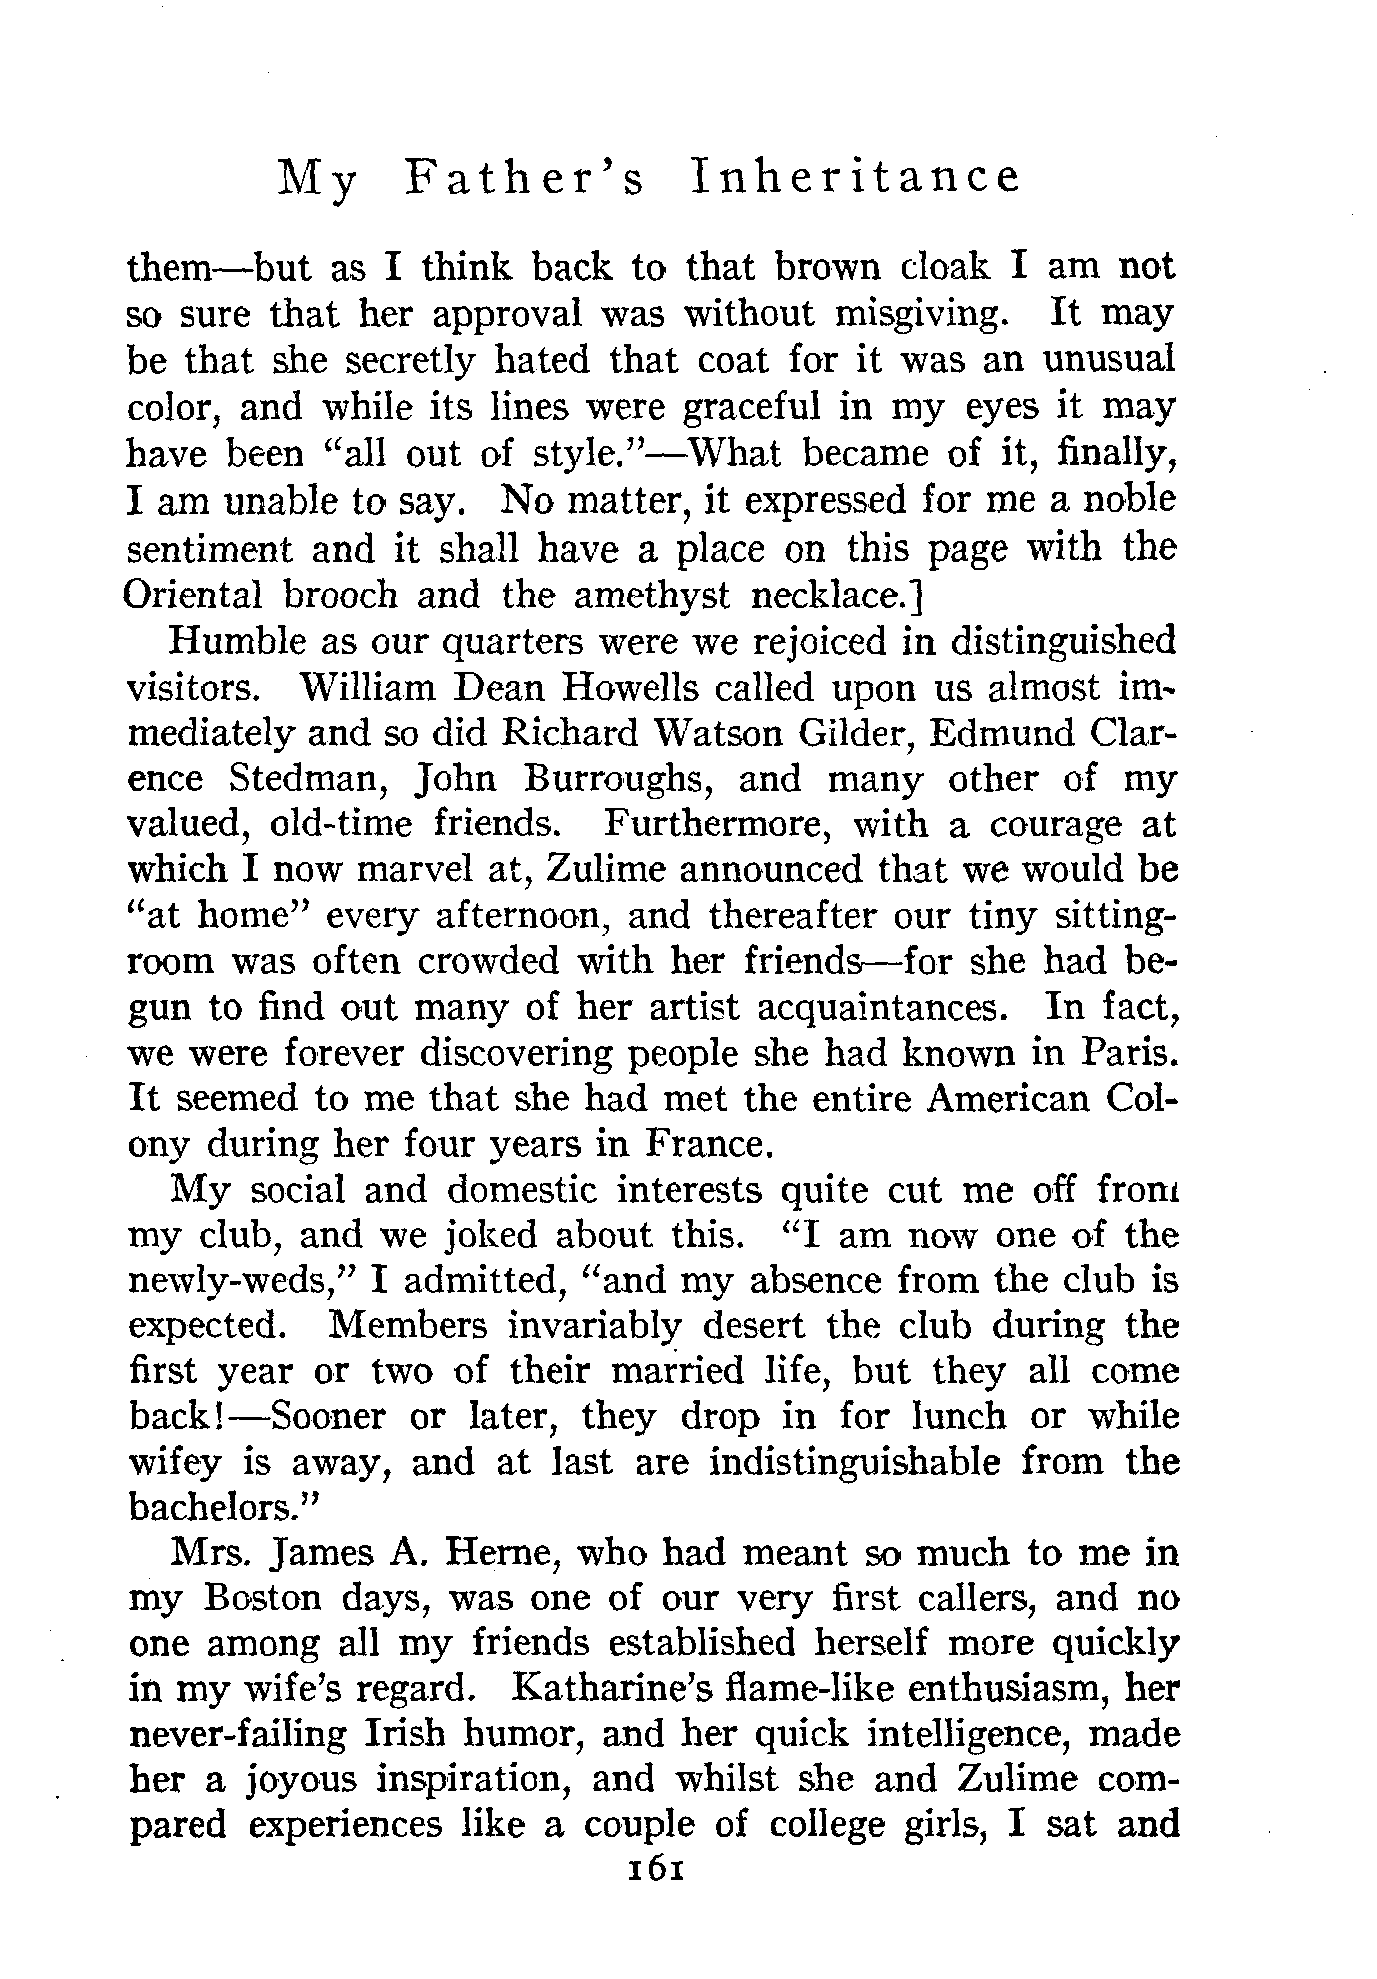 My Father's Inheritance
them—but as I think back to that brown cloak I am not
so sure that her approval was without misgiving. It may
be that she secretly hated that coat for it was an unusual
color, and while its lines were graceful in my eyes it may
have been "all out of style."—What became of it, finally,
I am unable to say. No matter, it expressed for me a noble
sentiment and it shall have a place on this page with the
Oriental brooch and the amethyst necklace.]
Humble as our quarters were we rejoiced in distinguished
visitors. William Dean Howells called upon us almost im-
mediately and so did Richard Watson Gilder, Edmund Clar-
ence Stedman, John Burroughs, and many other of my
valued, old-time friends. Furthermore, with a courage at
which I now marvel at, Zulime announced that we would be
"at home" every afternoon, and thereafter our tiny sitting-
room was often crowded with her friends—for she had be-
gun to find out many of her artist acquaintances. In fact,
we were forever discovering people she had known in Paris.
It seemed to me that she had met the entire American Col-
ony during her four years in France.
My social and domestic interests quite cut me off from
my club, and we joked about this. "I am now one of the
newly-weds," I admitted, "and my absence from the club is
expected. Members invariably desert the club during the
first year or two of their married life, but they all come
back!—Sooner or later, they drop in for lunch or while
wifey is away, and at last are indistinguishable from the
bachelors."
Mrs. James A. Herne, who had meant so much to me in
my Boston days, was one of our very first callers, and no
one among all my friends established herself more quickly
in my wife's regard. Katharine's flame-like enthusiasm, her
never-failing Irish humor, and her quick intelligence, made
her a joyous inspiration, and whilst she and Zulime com-
pared experiences like a couple of college girls, I sat and
161